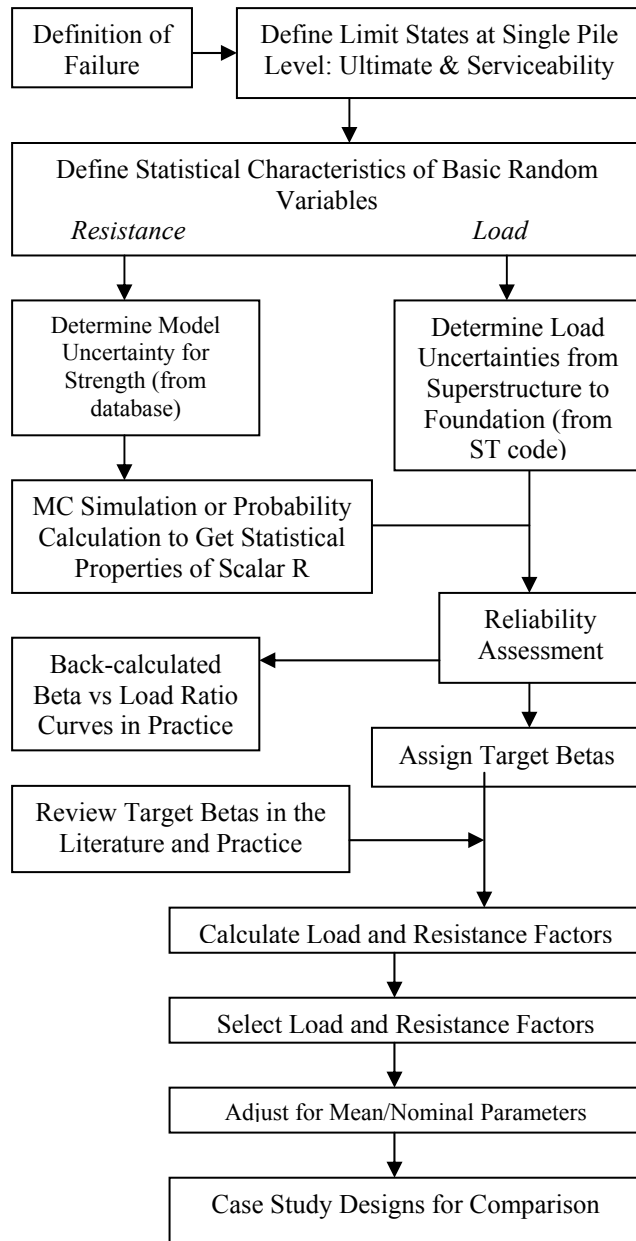 Definition of
Failure
Define Limit States at Single Pile
Level: Ultimate & Serviceability
Define Statistical Characteristics of Basic Random
Variables
Resistance
Load
Determine Model
Uncertainty for
Strength (from
database)
Determine Load
Uncertainties from
Superstructure to
Foundation (from
ST code)
MC Simulation or Probability
Calculation to Get Statistical
Properties of Scalar R
Reliability
Assessment
Back-calculated
Beta vs Load Ratio
Curves in Practice
Assign Target Betas
Review Target Betas in the
Literature and Practice
Calculate Load and Resistance Factors
Select Load and Resistance Factors
Adjust for Mean/Nominal Parameters
Case Study Designs for Comparison